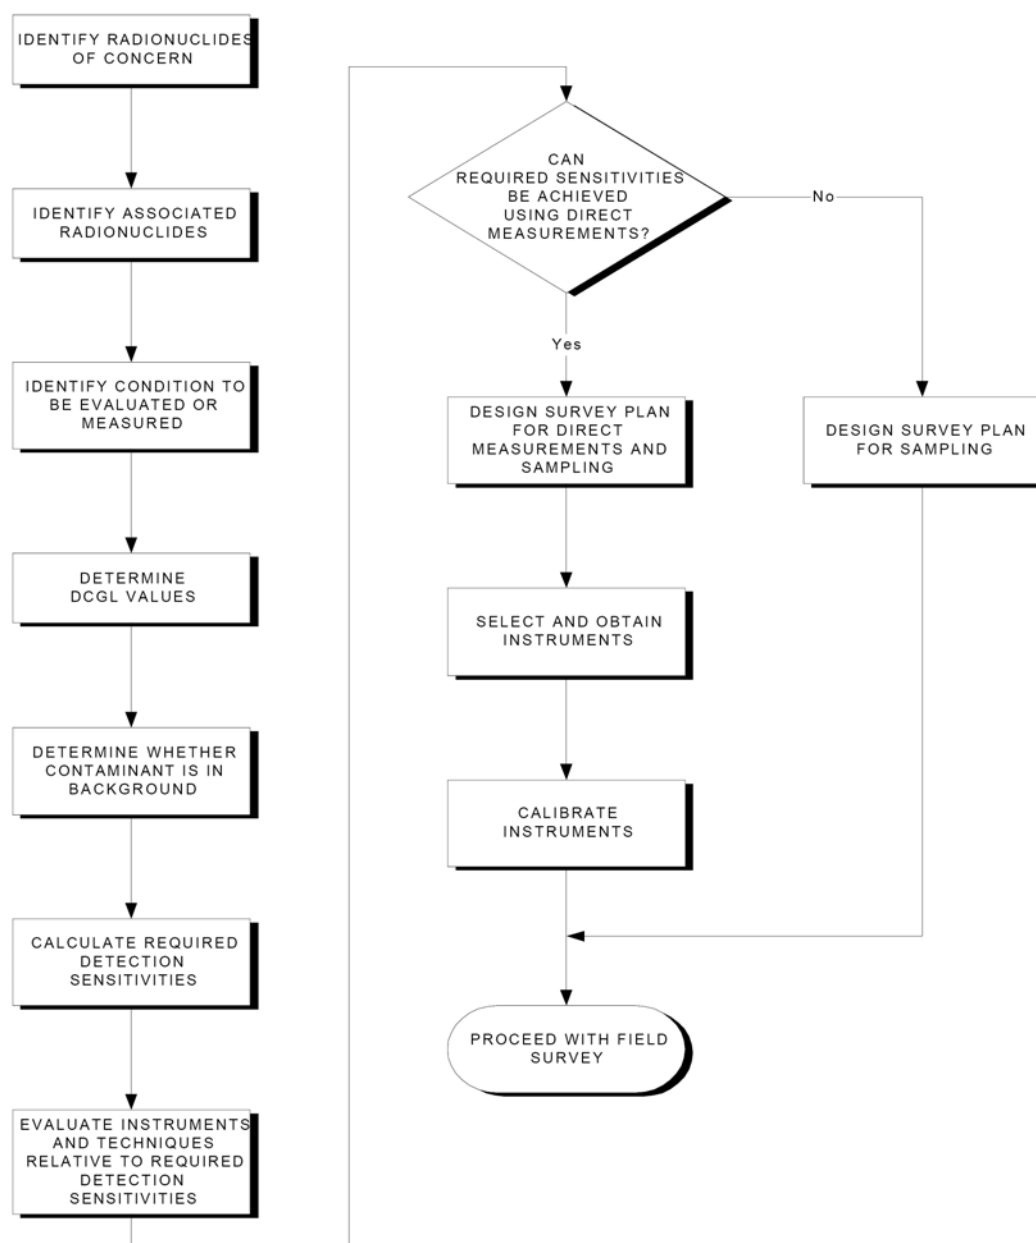 IDENTIFY RADIONUCLIDES
OF CONCERN
IDENTIFY ASSOCIATED
RADIONUCLIDES
IDENTIFY CONDITION TO
BE EVALUATED OR
MEASURED
DETERMINE
DCGL VALUES
DETERMINE WHETHER
CONTAMINANT IS IN
BACKGROUND
CALCULATE REQUIRED
DETECTION
SENSITIVITIES
EVALUATE INSTRUMENTS
AND TECHNIQUES
RELATIVE TO REQUIRED
DETECTION
SENSITIVITIES
CAN
REQUIRED SENSITIVITIES
BE ACHIEVED
USING DIRECT
MEASUREMENTS?
No
Yes
DESIGN SURVEY PLAN
FOR DIRECT
MEASUREMENTS AND
SAMPLING
DESIGN SURVEY PLAN
FOR SAMPLING
SELECT AND OBTAIN
INSTRUMENTS
CALIBRATE
INSTRUMENTS
PROCEED WITH FIELD
SURVEY